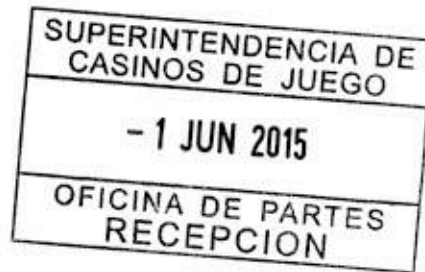 SUPERINTENDENCIA DE
CASINOS DE JUEGO
- 1 JUN 2015
OFICINA DE PARTES
RECEPCION